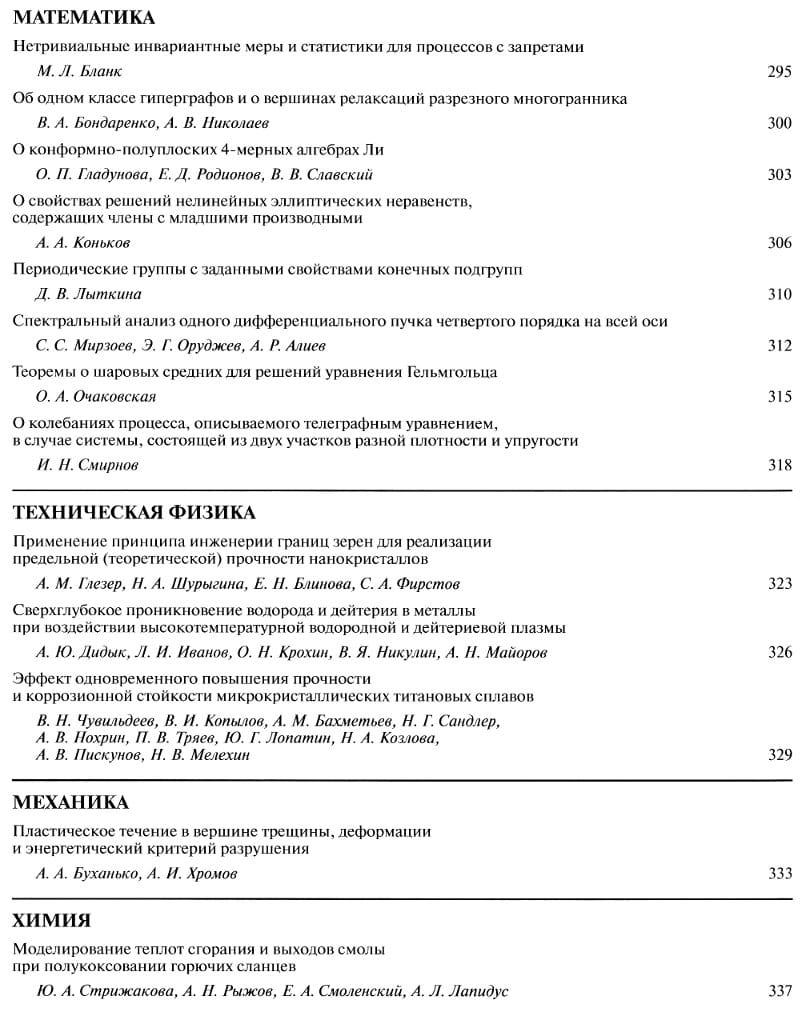 МАТЕМАТИКА
Нетривиальные инвариантные меры и статистики для процессов с запретами
М. Л. Бланк 295
Об одном классе гиперграфов и о вершинах релаксаций разрезного многогранника
В. А. Бондаренко, А. В. Николаев 300
О конформно-полуплоских 4-мерных алгебрах Ли
О. П. Гладунова, Е. Д. Родионов, В. В. Славский 303
О свойствах решений нелинейных эллиптических неравенств,
содержащих члены с младшими производными
А. А. Коньков 306
Периодические группы с заданными свойствами конечных подгрупп
Д. В. Лыткина 310
Спектральный анализ одного дифференциального пучка четвертого порядка на всей оси
С. С. Мирзоев, Э. Г. Оруджев, А. Р. Алиев 312
Теоремы о шаровых средних для решений уравнения Гельмгольца
О. А. Очаковская 315
О колебаниях процесса, описываемого телеграфным уравнением,
в случае системы, состоящей из двух участков разной плотности и упругости
И. Н. Смирнов 318
ТЕХНИЧЕСКАЯ ФИЗИКА
Применение принципа инженерии границ зерен для реализации
предельной (теоретической) прочности нанокристаллов
А. М. Глезер, Н. А. Шурыгина, Е. Н. Блинова, С. А. Фирстов 323
Сверхглубокое проникновение водорода и дейтерия в металлы
при воздействии высокотемпературной водородной и дейтериевой плазмы
А. Ю. Дидык, Л. И. Иванов, О. Н. Крохин, В. Я. Никулин, А. Н. Майоров 326
Эффект одновременного повышения прочности
и коррозионной стойкости микрокристаллических титановых сплавов
В. Н. Чувильдеев, В. И. Копылов, А. М. Бахметьев, Н. Г. Сандлер,
А. В. Нохрин, П. В. Тряев, Ю. Г. Лопатин, Н. А. Козлова,
А. В. Пискунов, Н. В. Мелехин 329
МЕХАНИКА
Пластическое течение в вершине трещины, деформации
и энергетический критерий разрушения
А. А. Буханько, А. И. Хромов 333
ХИМИЯ
Моделирование теплот сгорания и выходов смолы
при полукоксовании горючих сланцев
Ю. А. Стрижакова, А. Н. Рыжов, Е. А. Смоленский, А. Л. Лапидус 337